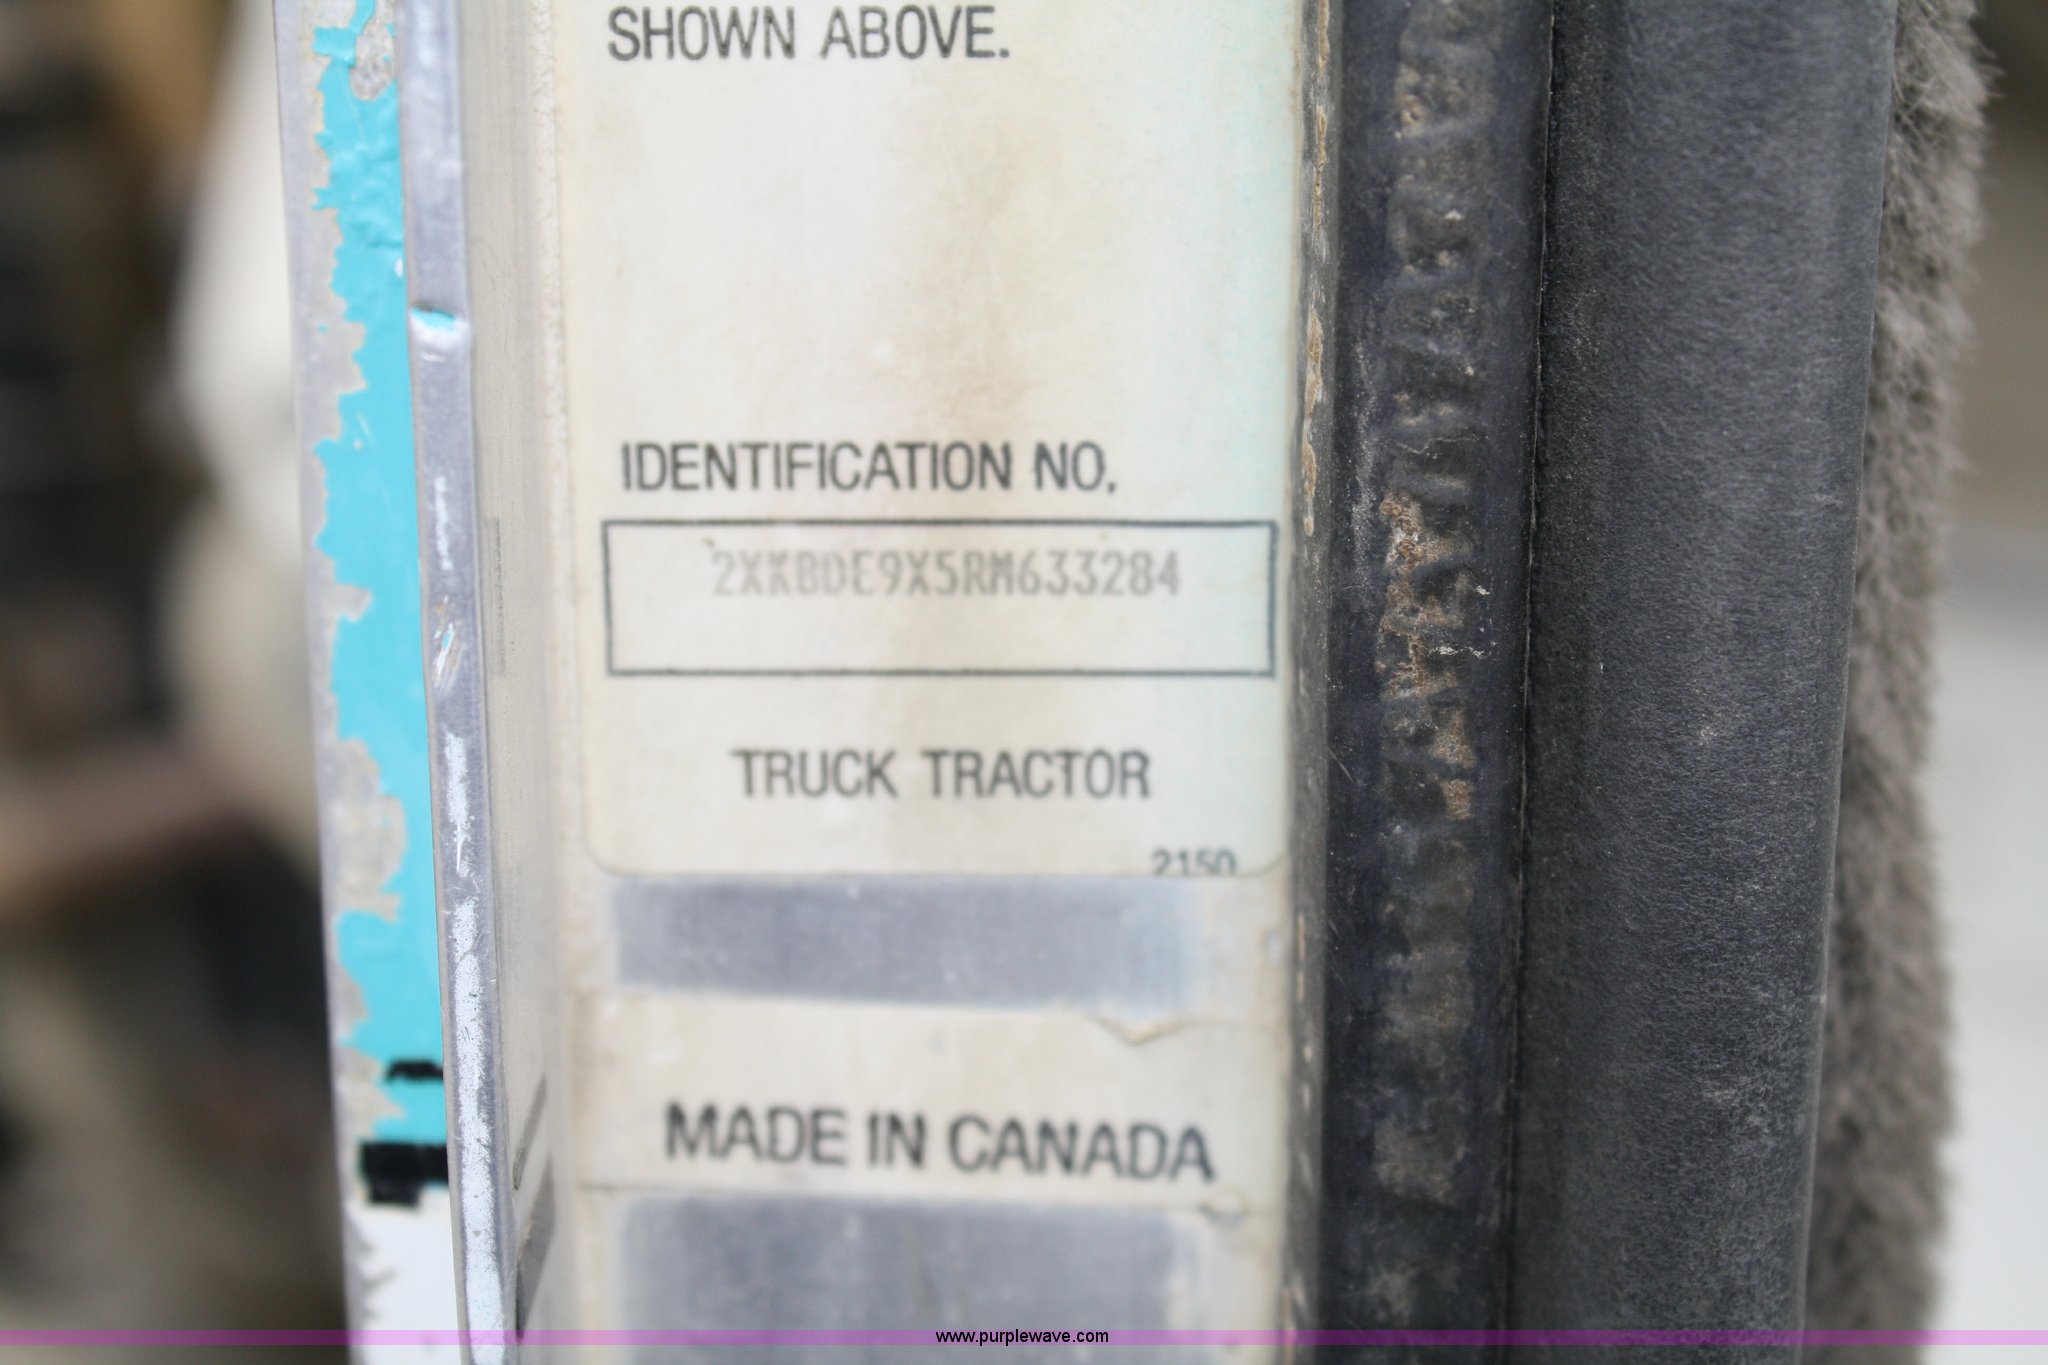 SHOWN ABOVE.
IDENTIFICATION NO.
2XKBDE9X5RM633284
TRUCK TRACTOR
2150
MADE IN CANADA
www.purplewave.com